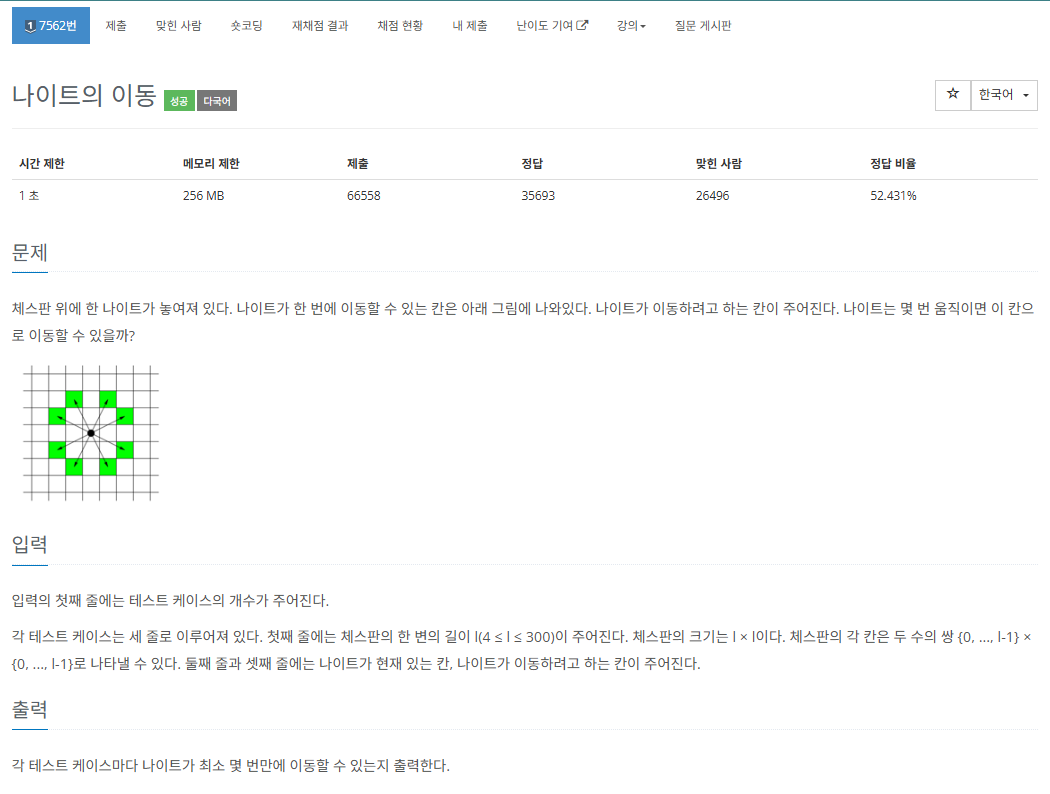 1 7562번 제출 맞힌 사람 숏코딩 재채점 결과 채점 현황 내 제출 난이도 기여 강의 질문 게시판
나이트의 이동 성공 다국어 한국어
시간 제한 메모리 제한 제출 정답 맞힌 사람 정답 비율
1 초 256 MB 66558 35693 26496 52.431%
문제
체스판 위에 한 나이트가 놓여져 있다. 나이트가 한 번에 이동할 수 있는 칸은 아래 그림에 나와있다. 나이트가 이동하려고 하는 칸이 주어진다. 나이트는 몇 번 움직이면 이 칸으
로 이동할 수 있을까?
입력
입력의 첫째 줄에는 테스트 케이스의 개수가 주어진다.
각 테스트 케이스는 세 줄로 이루어져 있다. 첫째 줄에는 체스판의 한 변의 길이 l(4 ≤ l ≤ 300)이 주어진다. 체스판의 크기는 l × l이다. 체스판의 각 칸은 두 수의 쌍 {0, ..., l-1} ×
{0, ..., l-1}로 나타낼 수 있다. 둘째 줄과 셋째 줄에는 나이트가 현재 있는 칸, 나이트가 이동하려고 하는 칸이 주어진다.
출력
각 테스트 케이스마다 나이트가 최소 몇 번만에 이동할 수 있는지 출력한다.